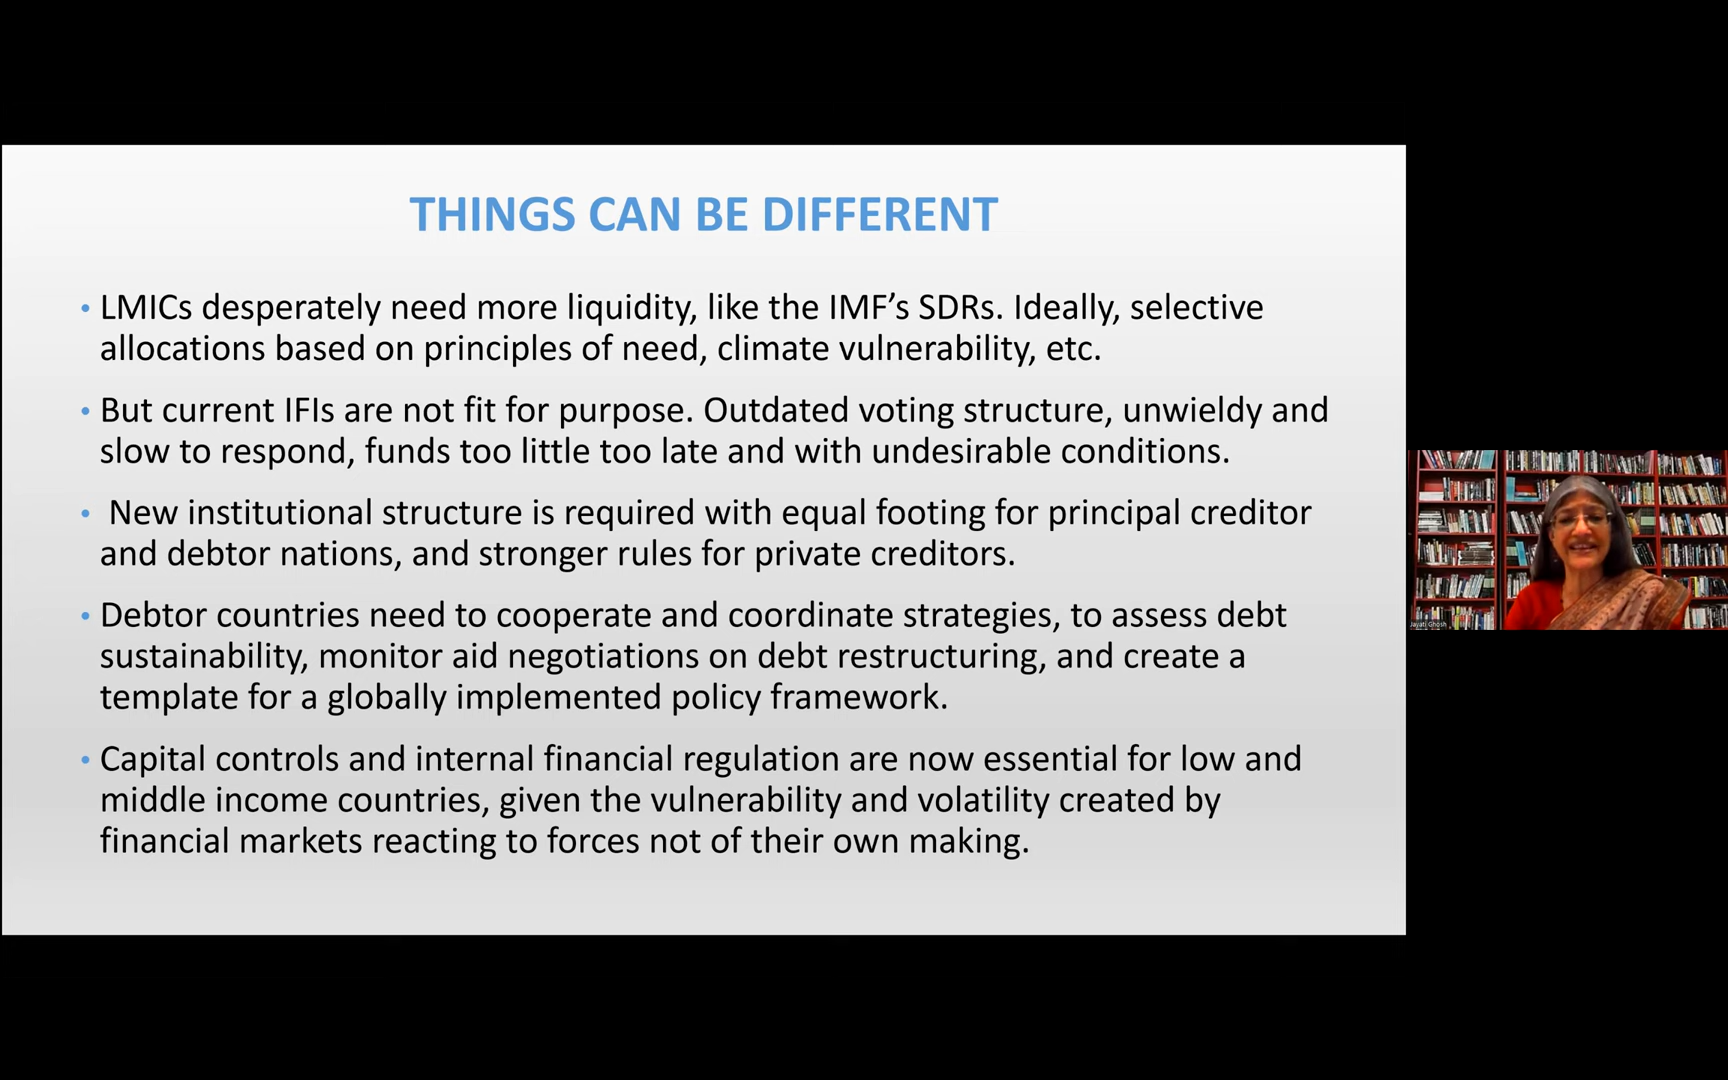 THINGS CAN BE DIFFERENT
• LMICs desperately need more liquidity, like the IMF’s SDRs. Ideally, selective
allocations based on principles of need, climate vulnerability, etc.
• But current IFIs are not fit for purpose. Outdated voting structure, unwieldy and
slow to respond, funds too little too late and with undesirable conditions.
• New institutional structure is required with equal footing for principal creditor
and debtor nations, and stronger rules for private creditors.
• Debtor countries need to cooperate and coordinate strategies, to assess debt
sustainability, monitor aid negotiations on debt restructuring, and create a
template for a globally implemented policy framework.
• Capital controls and internal financial regulation are now essential for low and
middle income countries, given the vulnerability and volatility created by
financial markets reacting to forces not of their own making.
Jayati Ghosh